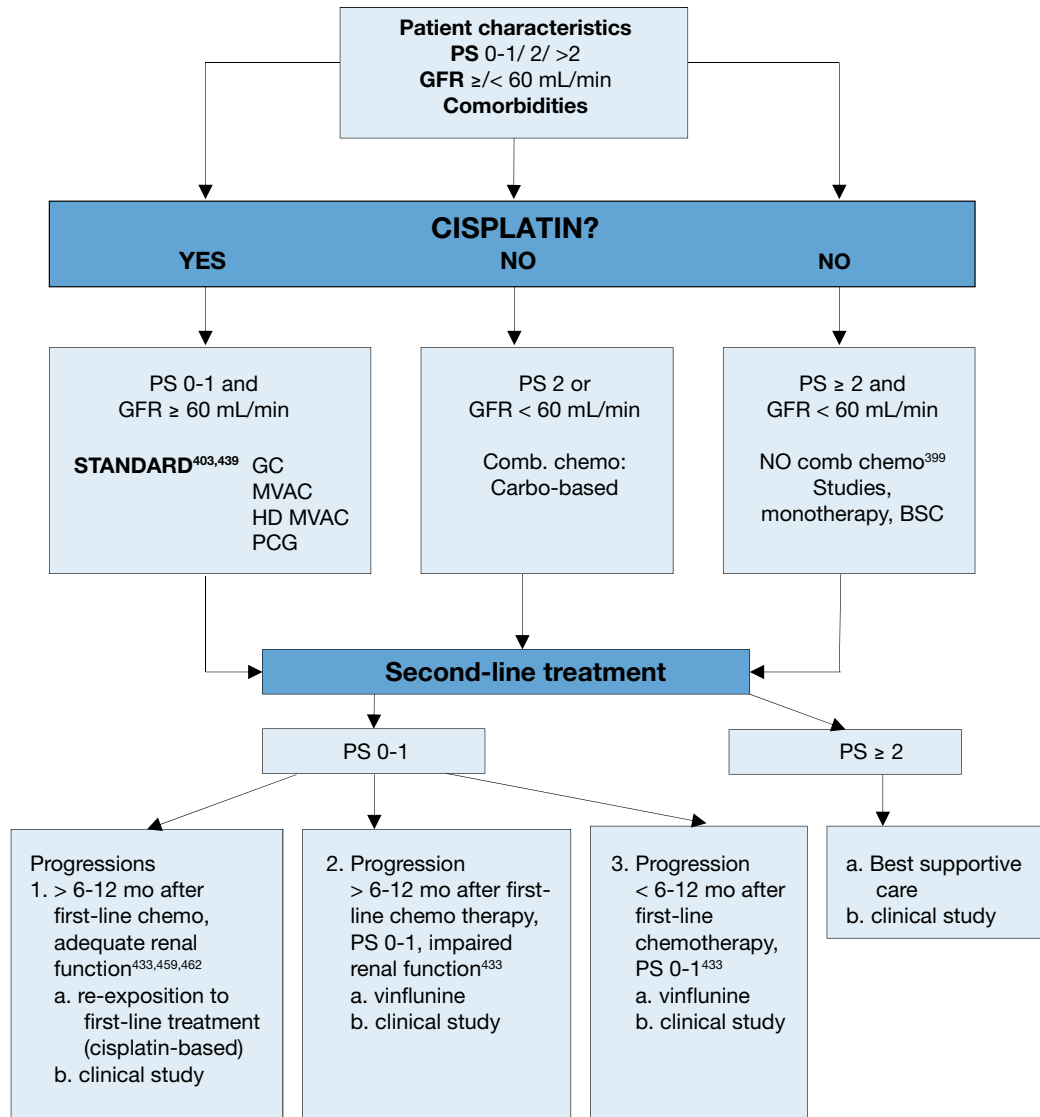 Patient characteristics
PS 0-1/ 2/ >2
GFR ≥/< 60 mL/min
Comorbidities
CISPLATIN?
YES
NO
NO
PS 0-1 and
GFR ≥ 60 mL/min
STANDARD403,439 GC
MVAC
HD MVAC
PCG
PS 2 or
GFR < 60 mL/min
Comb. chemo:
Carbo-based
PS ≥ 2 and
GFR < 60 mL/min
NO comb chemo399
Studies,
monotherapy, BSC
Second-line treatment
PS 0-1
PS ≥ 2
Progressions
1. > 6-12 mo after
first-line chemo,
adequate renal
function433,459,462
a. re-exposition to
first-line treatment
(cisplatin-based)
b. clinical study
2. Progression
> 6-12 mo after first-
line chemo therapy,
PS 0-1, impaired
renal function433
a. vinflunine
b. clinical study
3. Progression
< 6-12 mo after
first-line
chemotherapy,
PS 0-1433
a. vinflunine
b. clinical study
a. Best supportive
care
b. clinical study